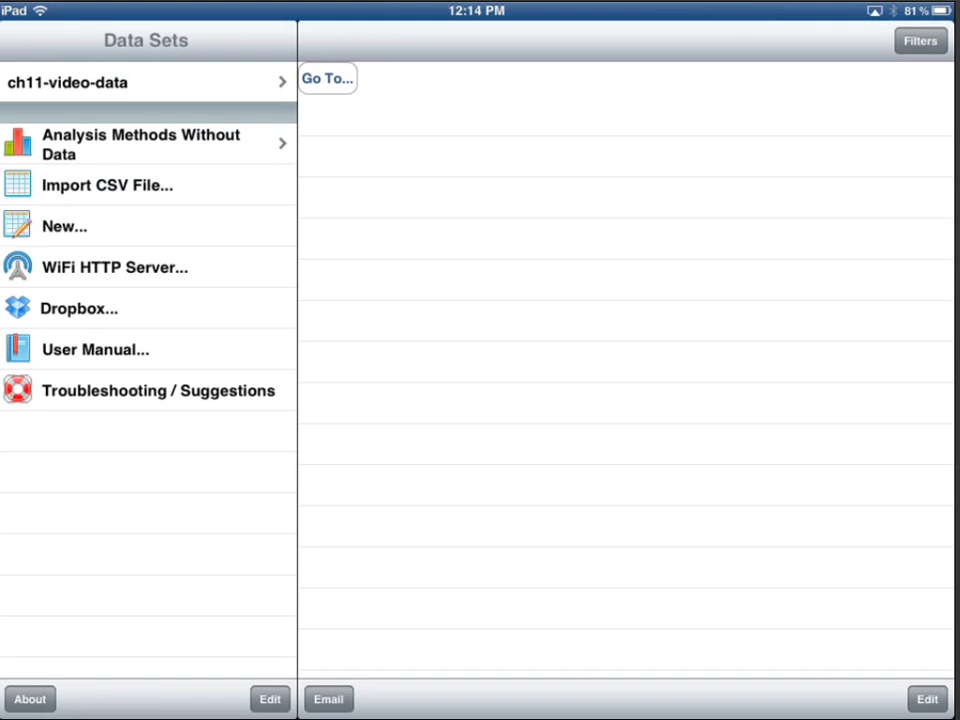 iPad 12:14 PM 81%
Data Sets
Filters
ch11-video-data
Go To...
Analysis Methods Without
Data
Import CSV File...
New...
WiFi HTTP Server...
Dropbox...
User Manual...
Troubleshooting / Suggestions
About
Edit
Email
Edit